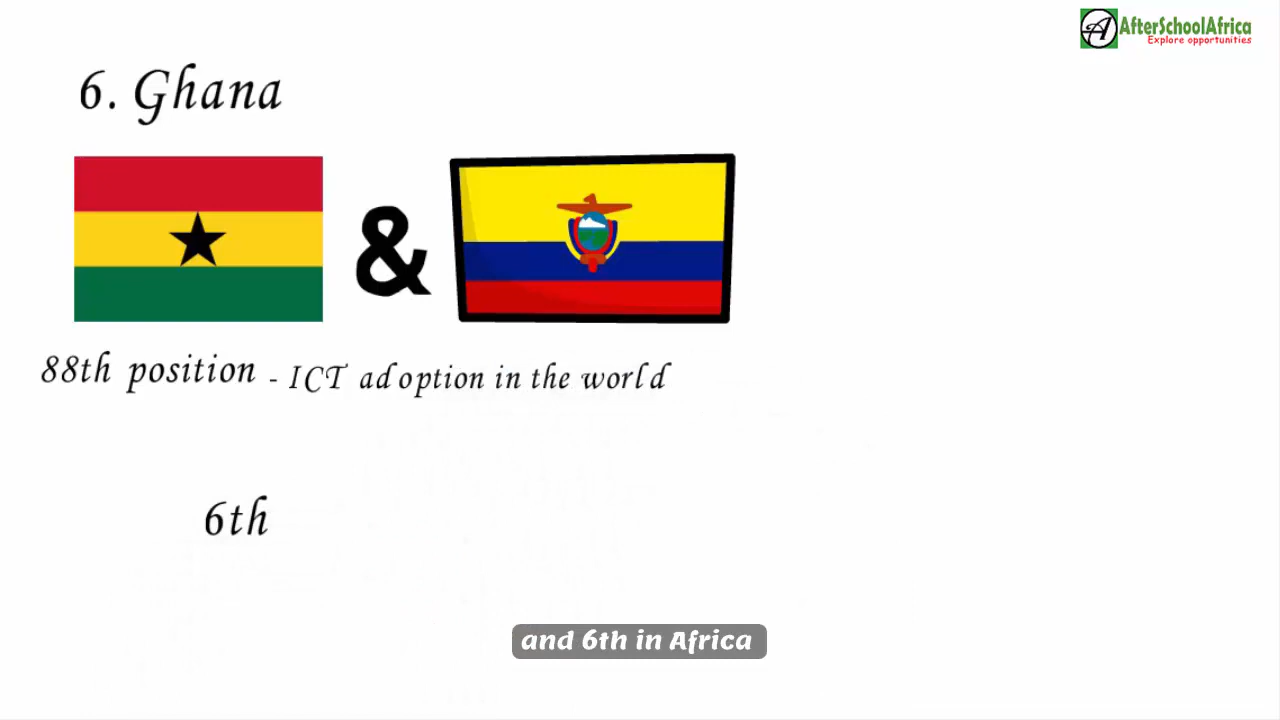 AfterSchoolAfrica
Explore opportunities
6. Ghana
&
88th position - ICT adoption in the world
6th
and 6th in Africa